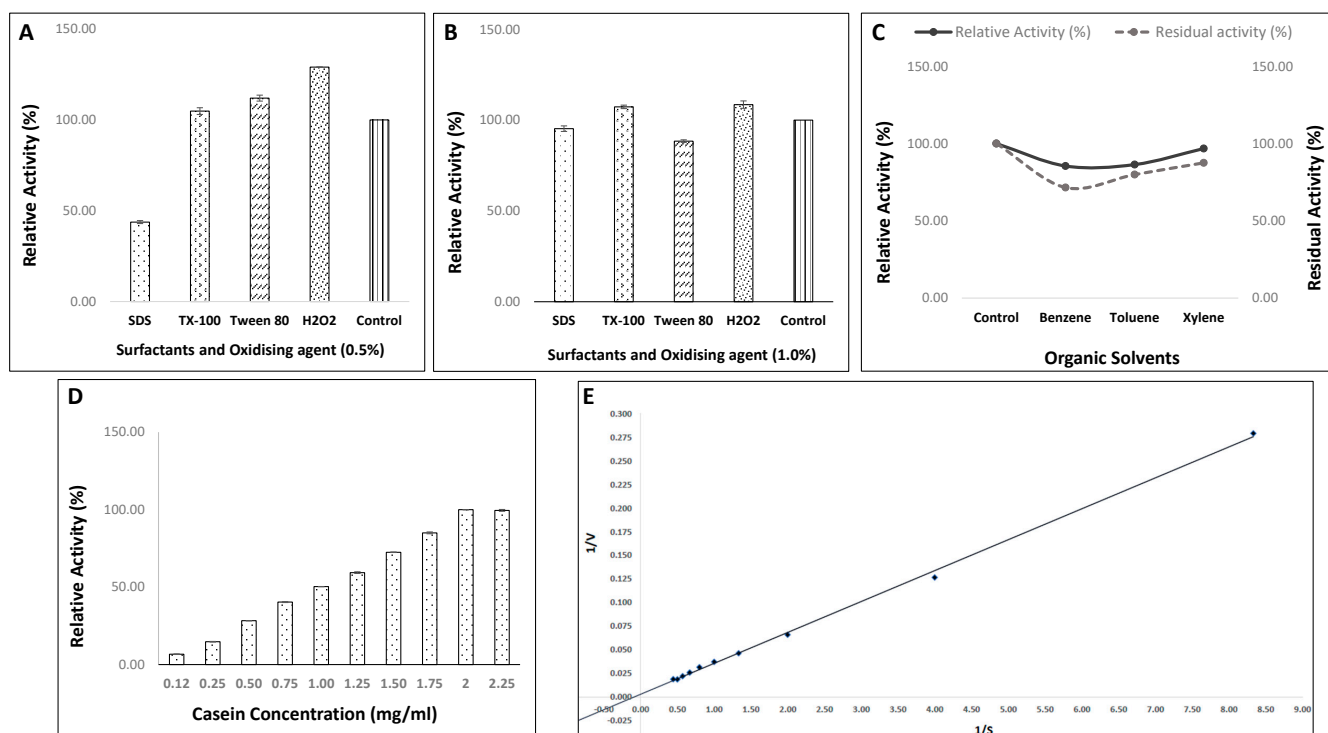 A
150.00
100.00
50.00
0.00
Relative Activity (%)
SDS TX-100 Tween 80 H2O2 Control
Surfactants and Oxidising agent (0.5%)
B
150.00
100.00
50.00
0.00
Relative Activity (%)
SDS TX-100 Tween 80 H2O2 Control
Surfactants and Oxidising agent (1.0%)
C
Relative Activity (%) Residual activity (%)
150.00 150.00
100.00 100.00
50.00 50.00
0.00 0.00
Relative Activity (%)
Residual Activity (%)
Control Benzene Toluene Xylene
Organic Solvents
D
150.00
100.00
50.00
0.00
Relative Activity (%)
0.12 0.25 0.50 0.75 1.00 1.25 1.50 1.75 2 2.25
Casein Concentration (mg/ml)
E
0.300
0.275
0.250
0.225
0.200
0.175
0.150
0.125
0.100
0.075
0.050
0.025
0.000
-0.025
1/V
-0.50 0.00 0.50 1.00 1.50 2.00 2.50 3.00 3.50 4.00 4.50 5.00 5.50 6.00 6.50 7.00 7.50 8.00 8.50 9.00
1/S